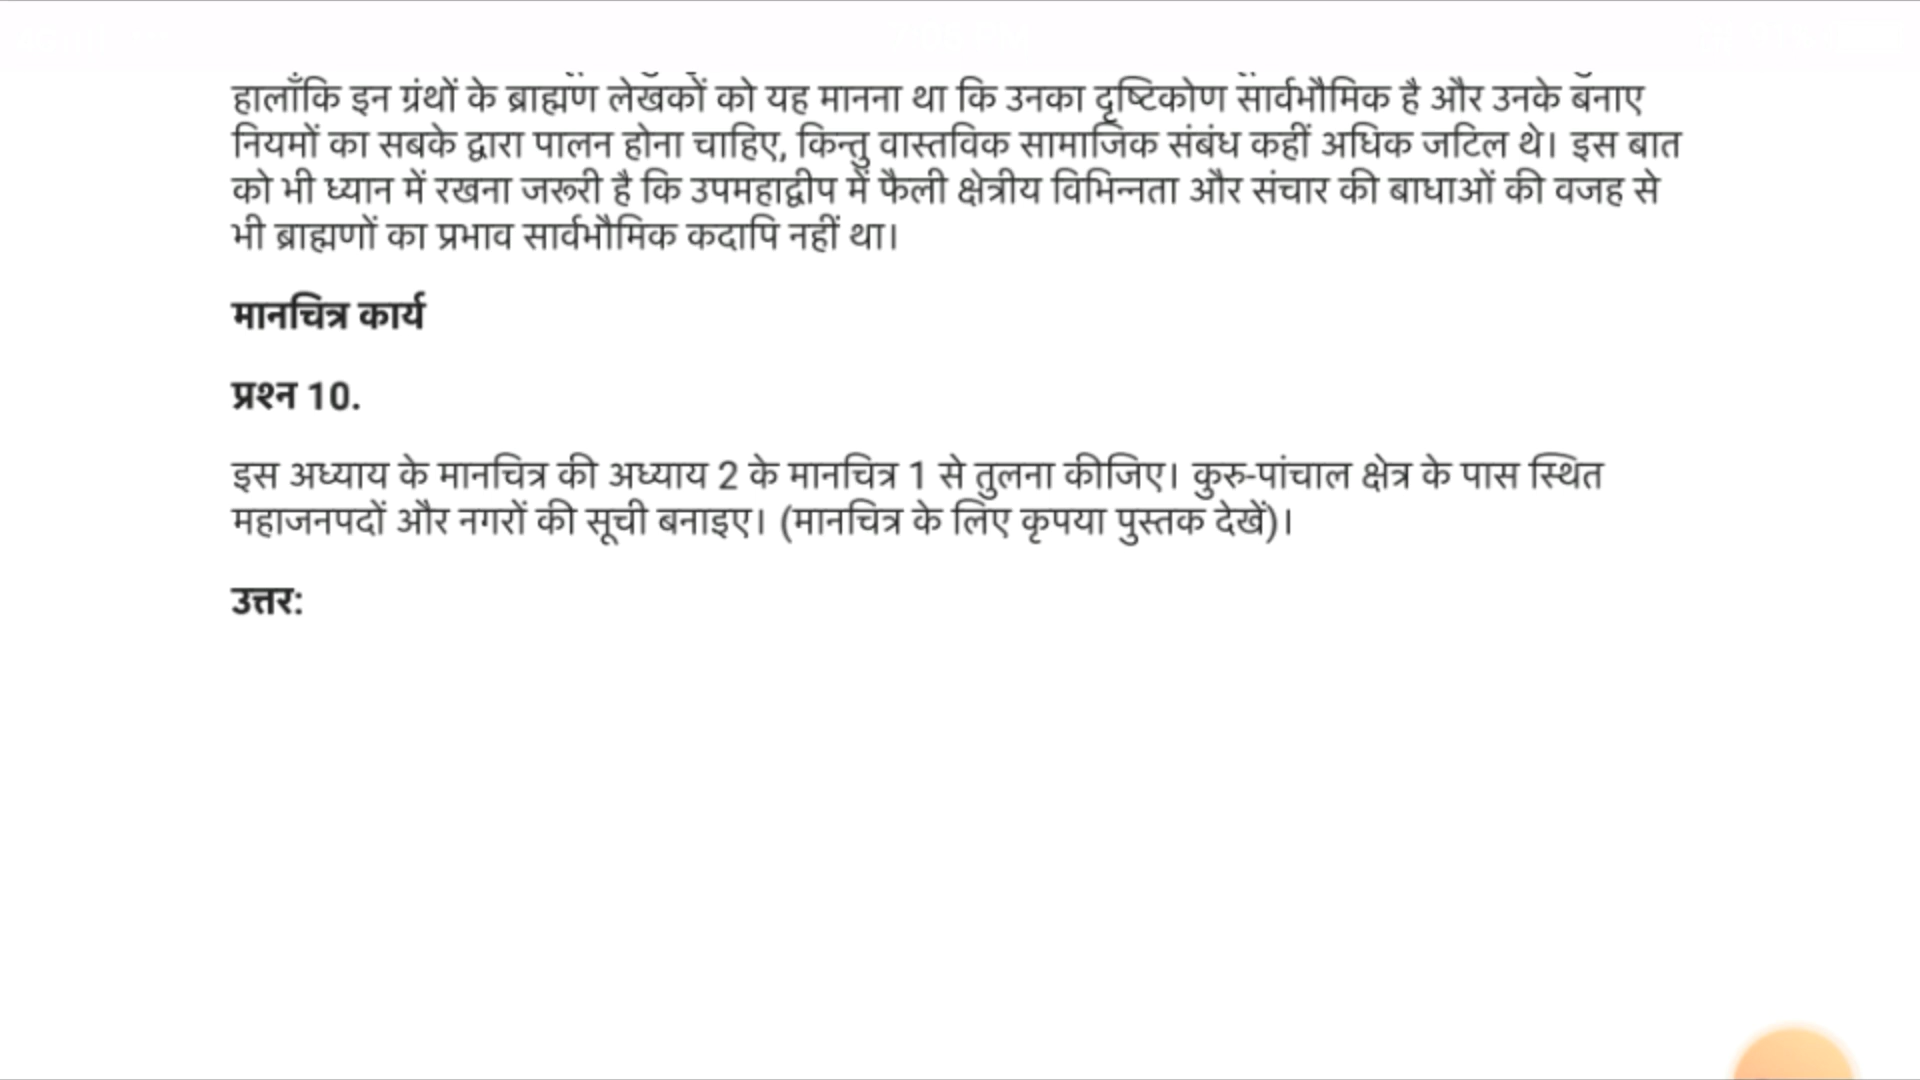 हालाँकि इन ग्रंथों के ब्राह्मण लेखकों को यह मानना था कि उनका दृष्टिकोण सार्वभौमिक है और उनके बनाए
नियमों का सबके द्वारा पालन होना चाहिए, किन्तु वास्तविक सामाजिक संबंध कहीं अधिक जटिल थे। इस बात
को भी ध्यान में रखना जरूरी है कि उपमहाद्वीप में फैली क्षेत्रीय विभिन्नता और संचार की बाधाओं की वजह से
भी ब्राह्मणों का प्रभाव सार्वभौमिक कदापि नहीं था।
मानचित्र कार्य
प्रश्न 10.
इस अध्याय के मानचित्र की अध्याय 2 के मानचित्र 1 से तुलना कीजिए। कुरु-पांचाल क्षेत्र के पास स्थित
महाजनपदों और नगरों की सूची बनाइए। (मानचित्र के लिए कृपया पुस्तक देखें)।
उत्तर: